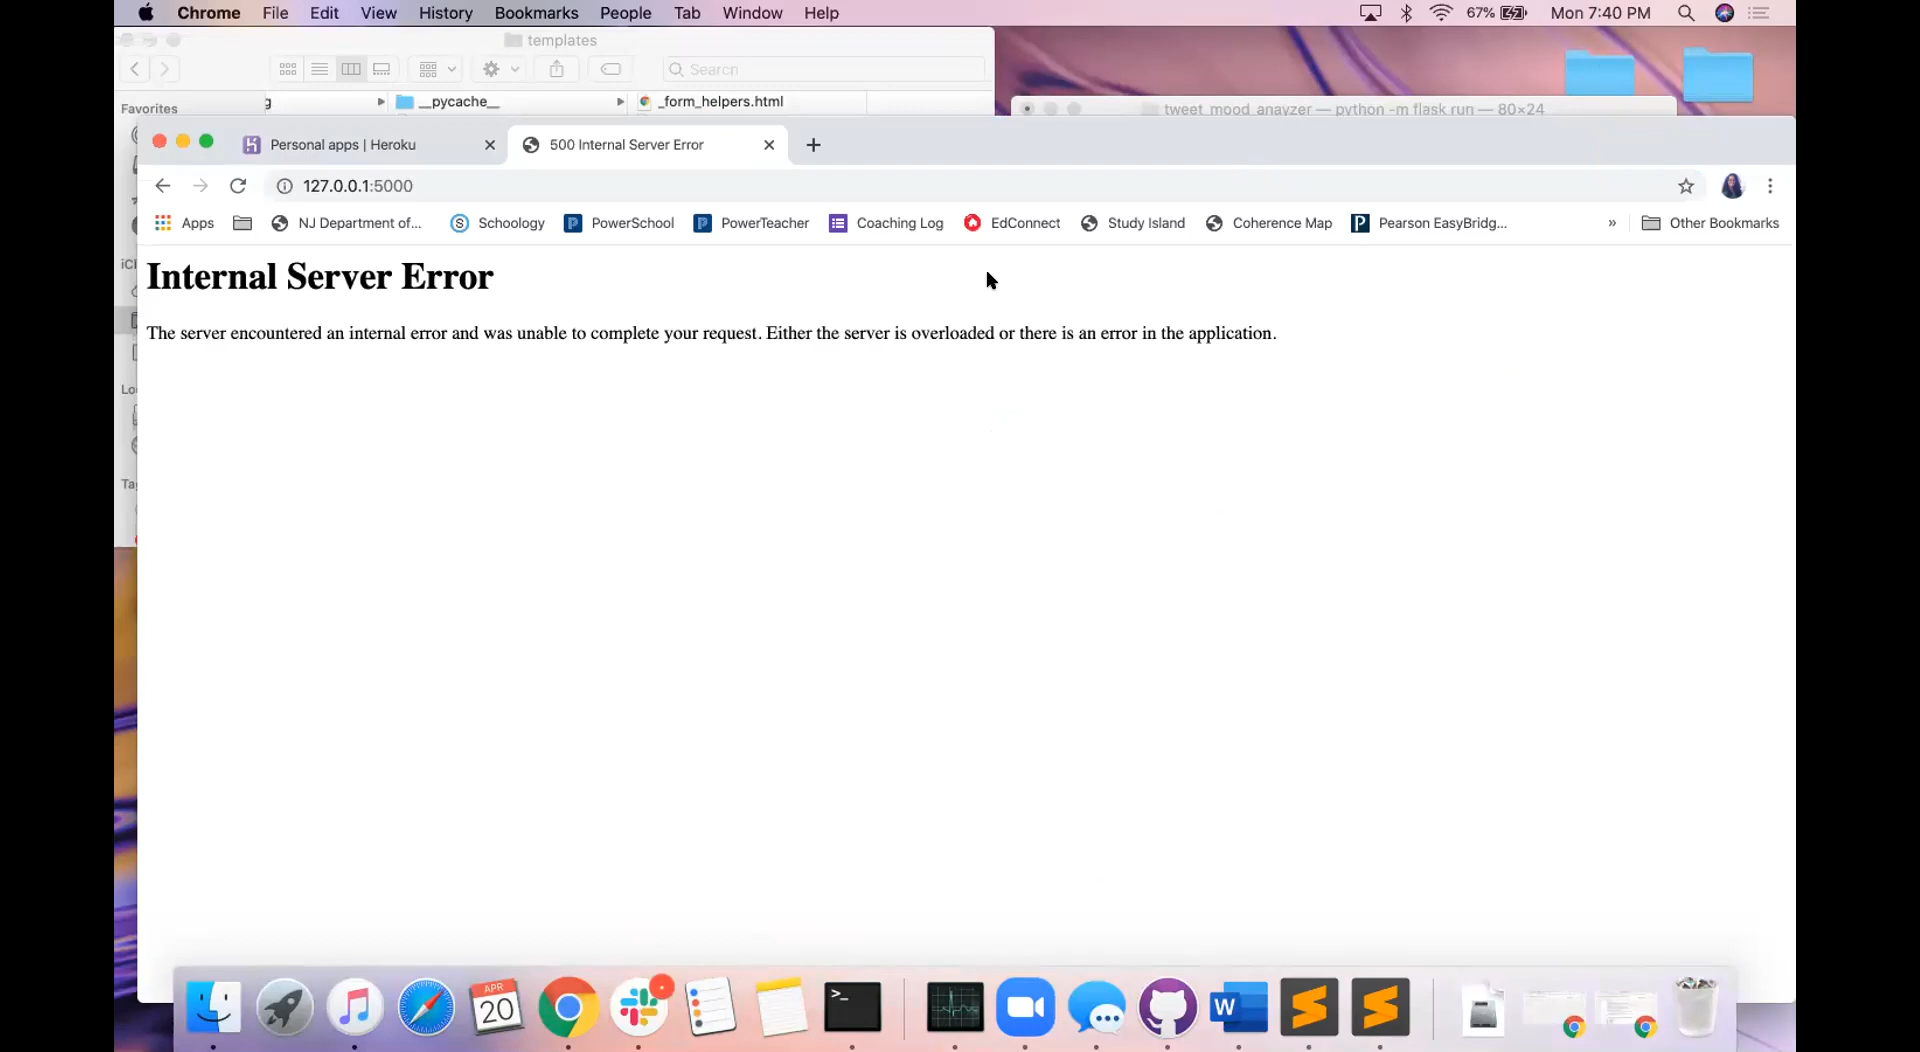 Chrome File Edit View History Bookmarks People Tab Window Help 67% Mon 7:40 PM
templates
Search
tweet_mood_anayzer — python -m flask run — 80×24
Favorites g __pycache__ _form_helpers.html
Personal apps | Heroku 500 Internal Server Error
127.0.0.1:5000
Apps NJ Department of... Schoology PowerSchool PowerTeacher Coaching Log EdConnect Study Island Coherence Map Pearson EasyBridg... » Other Bookmarks
iCl
Internal Server Error
The server encountered an internal error and was unable to complete your request. Either the server is overloaded or there is an error in the application.
Lo
Tag
APR
20